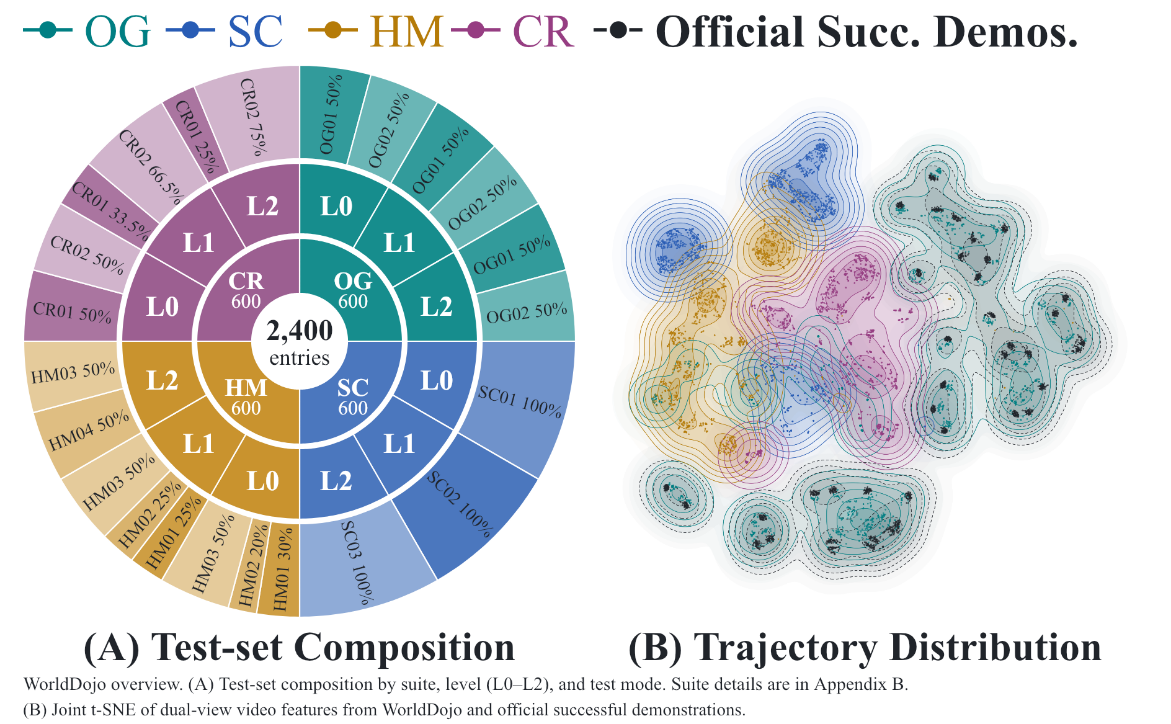 OG SC HM CR Official Succ. Demos.
OG01 50%
OG02 50%
OG01 50%
OG02 50%
OG01 50%
OG02 50%
SC01 100%
SC02 100%
SC03 100%
HM01 30%
HM02 20%
HM03 50%
HM01 25%
HM02 25%
HM03 50%
HM04 50%
HM03 50%
CR01 50%
CR02 50%
CR01 33.5%
CR02 66.5%
CR01 25%
CR02 75%
L0
L1
L2
L0
L1
L2
L0
L1
L2
L0
L1
L2
CR
600
OG
600
HM
600
SC
600
2,400
entries
(A) Test-set Composition
(B) Trajectory Distribution
WorldDojo overview. (A) Test-set composition by suite, level (L0–L2), and test mode. Suite details are in Appendix B.
(B) Joint t-SNE of dual-view video features from WorldDojo and official successful demonstrations.